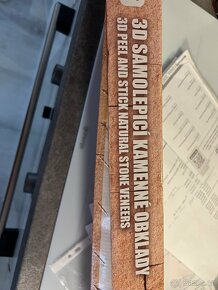 3D SAMOLEPICÍ KAMENNÉ OBKLADY
3D PEEL AND STICK NATURAL STONE VENEERS